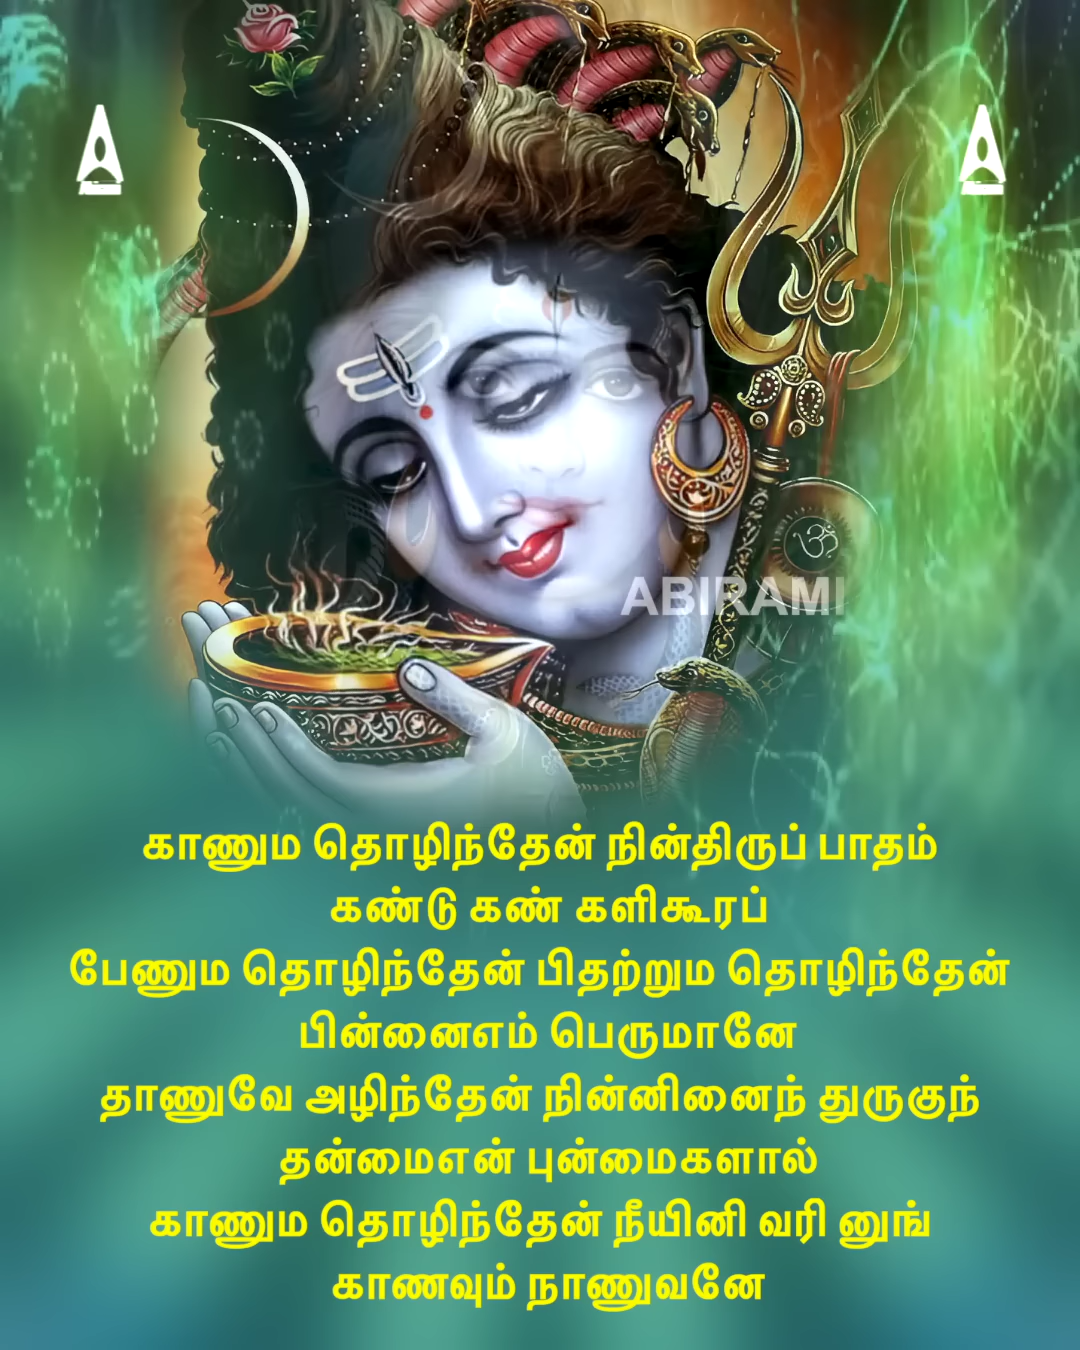 ABIRAMI
காணும தொழிந்தேன் நின்திருப் பாதம்
கண்டு கண் களிகூரப்
பேணும தொழிந்தேன் பிதற்றும தொழிந்தேன்
பின்னைஎம் பெருமானே
தாணுவே அழிந்தேன் நின்னினைந் துருகுந்
தன்மைஎன் புன்மைகளால்
காணும தொழிந்தேன் நீயினி வரி னுங்
காணவும் நாணுவனே